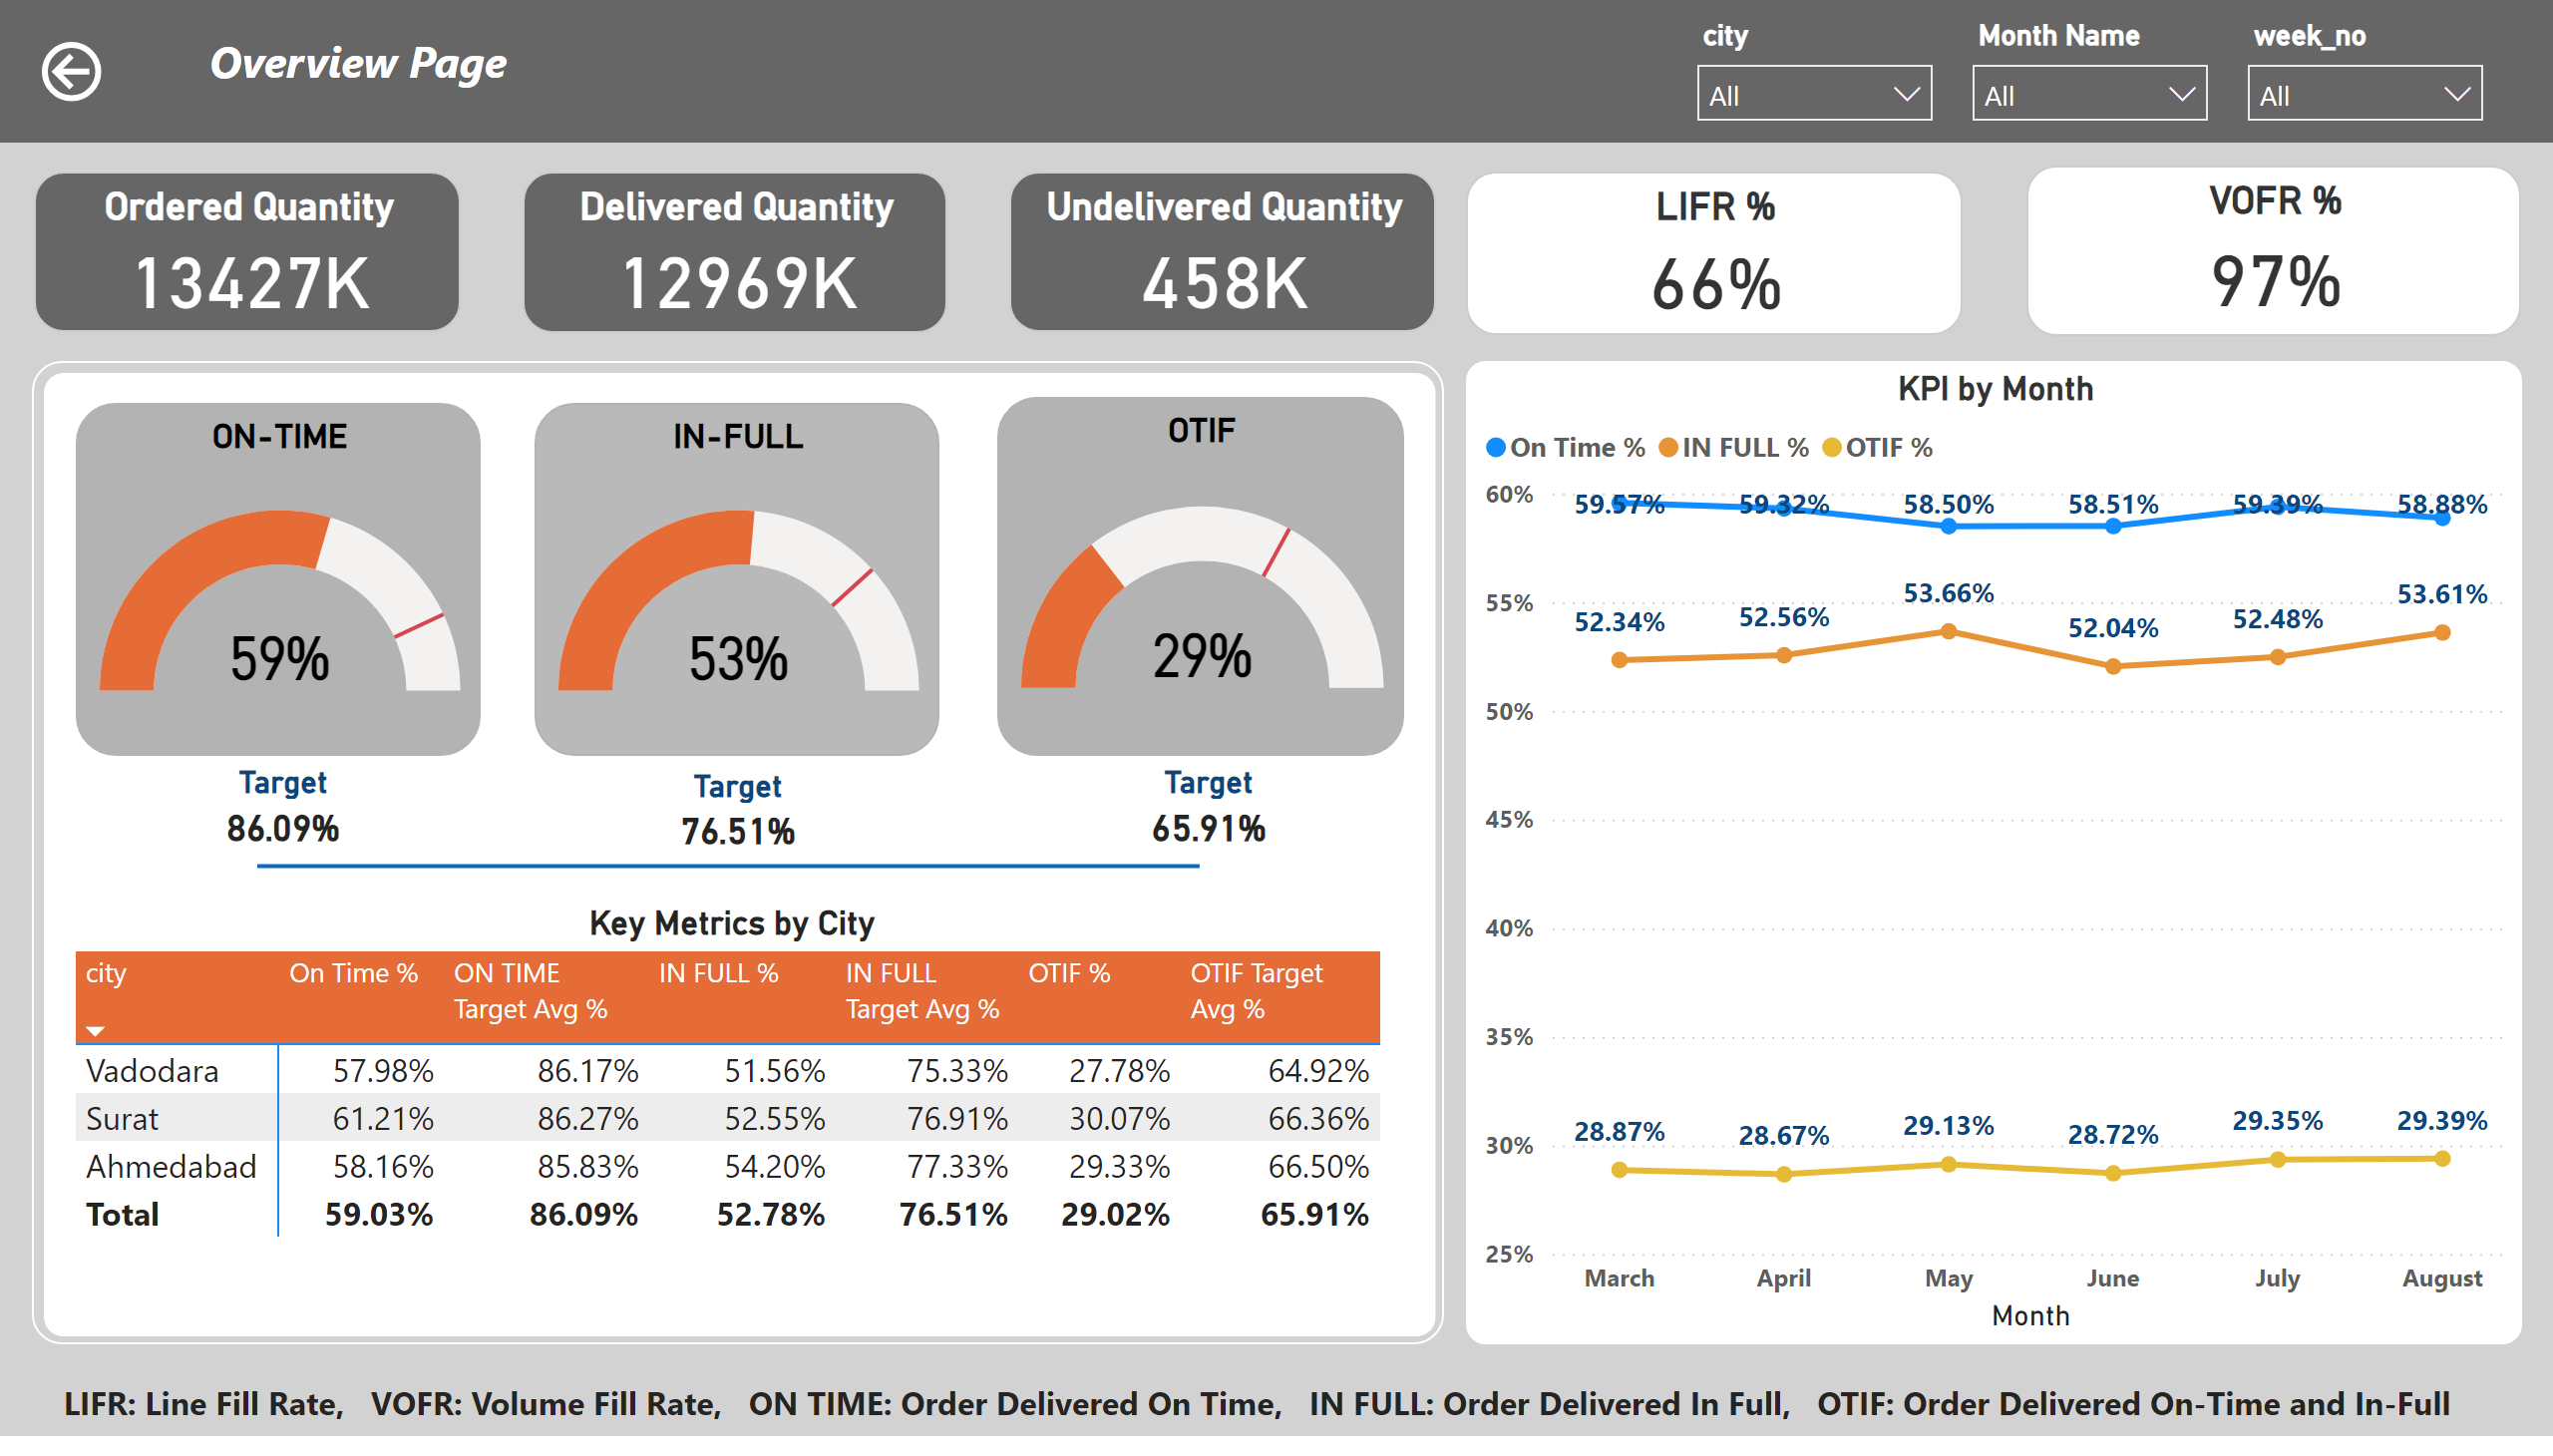 Overview Page
city
Month Name
week_no
All
All
All
Ordered Quantity
13427K
Delivered Quantity
12969K
Undelivered Quantity
458K
LIFR %
66%
VOFR %
97%
ON-TIME
59%
Target
86.09%
IN-FULL
53%
Target
76.51%
OTIF
29%
Target
65.91%
Key Metrics by City
city On Time % ON TIME Target Avg % IN FULL % IN FULL Target Avg % OTIF % OTIF Target Avg %
Vadodara 57.98% 86.17% 51.56% 75.33% 27.78% 64.92%
Surat 61.21% 86.27% 52.55% 76.91% 30.07% 66.36%
Ahmedabad 58.16% 85.83% 54.20% 77.33% 29.33% 66.50%
Total 59.03% 86.09% 52.78% 76.51% 29.02% 65.91%
KPI by Month
On Time % IN FULL % OTIF %
60%
59.57% 59.32% 58.50% 58.51% 59.39% 58.88%
55%
52.34% 52.56% 53.66% 52.04% 52.48% 53.61%
50%
45%
40%
35%
28.87% 28.67% 29.13% 28.72% 29.35% 29.39%
30%
25%
March April May June July August
Month
LIFR: Line Fill Rate, VOFR: Volume Fill Rate, ON TIME: Order Delivered On Time, IN FULL: Order Delivered In Full, OTIF: Order Delivered On-Time and In-Full